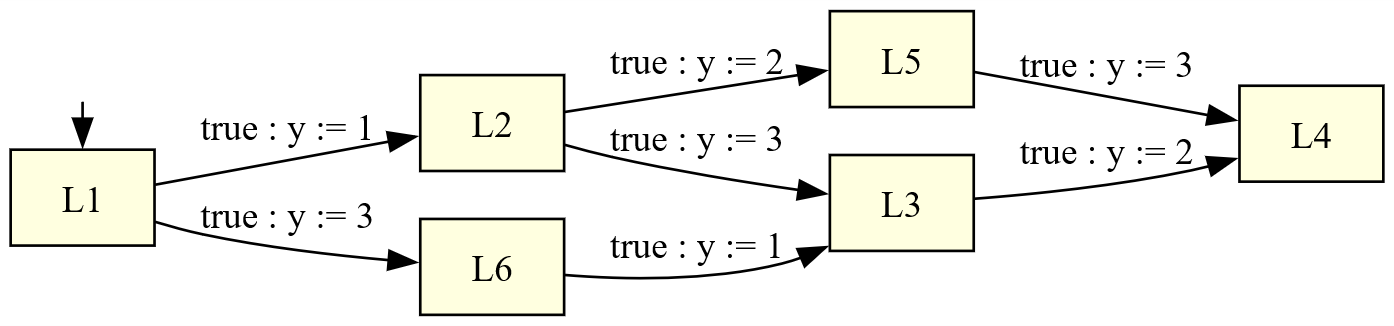 L1
true : y := 1
true : y := 3
L2
L6
true : y := 2
true : y := 3
true : y := 1
L5
L3
true : y := 3
true : y := 2
L4